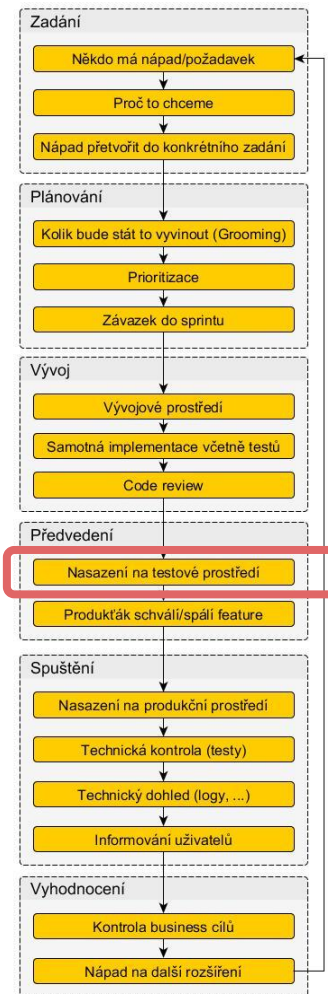 Zadání
Někdo má nápad/požadavek
Proč to chceme
Nápad přetvořit do konkrétního zadání
Plánování
Kolik bude stát to vyvinout (Grooming)
Prioritizace
Závazek do sprintu
Vývoj
Vývojové prostředí
Samotná implementace včetně testů
Code review
Předvedení
Nasazení na testové prostředí
Produkťák schválí/spálí feature
Spuštění
Nasazení na produkční prostředí
Technická kontrola (testy)
Technický dohled (logy, ...)
Informování uživatelů
Vyhodnocení
Kontrola business cílů
Nápad na další rozšíření